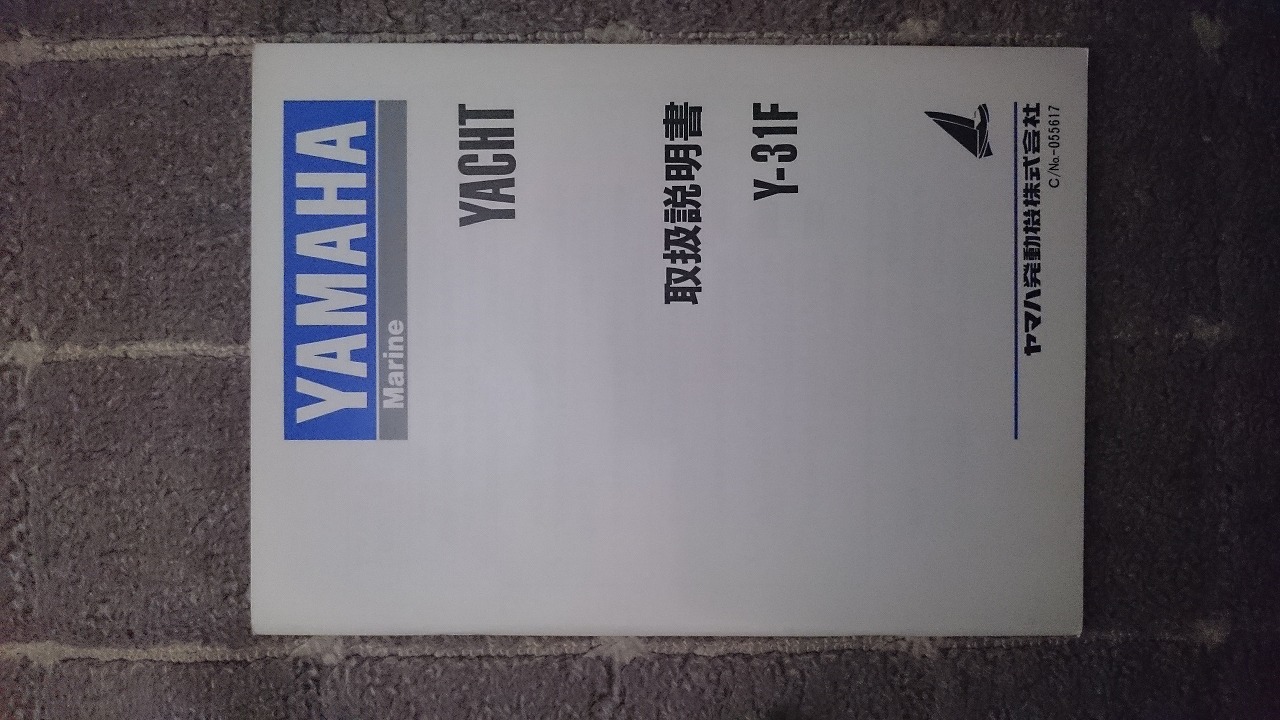 YAMAHA
Marine
YACHT
取扱説明書
Y-31F
ヤマハ発動機株式会社
C/No.-055617